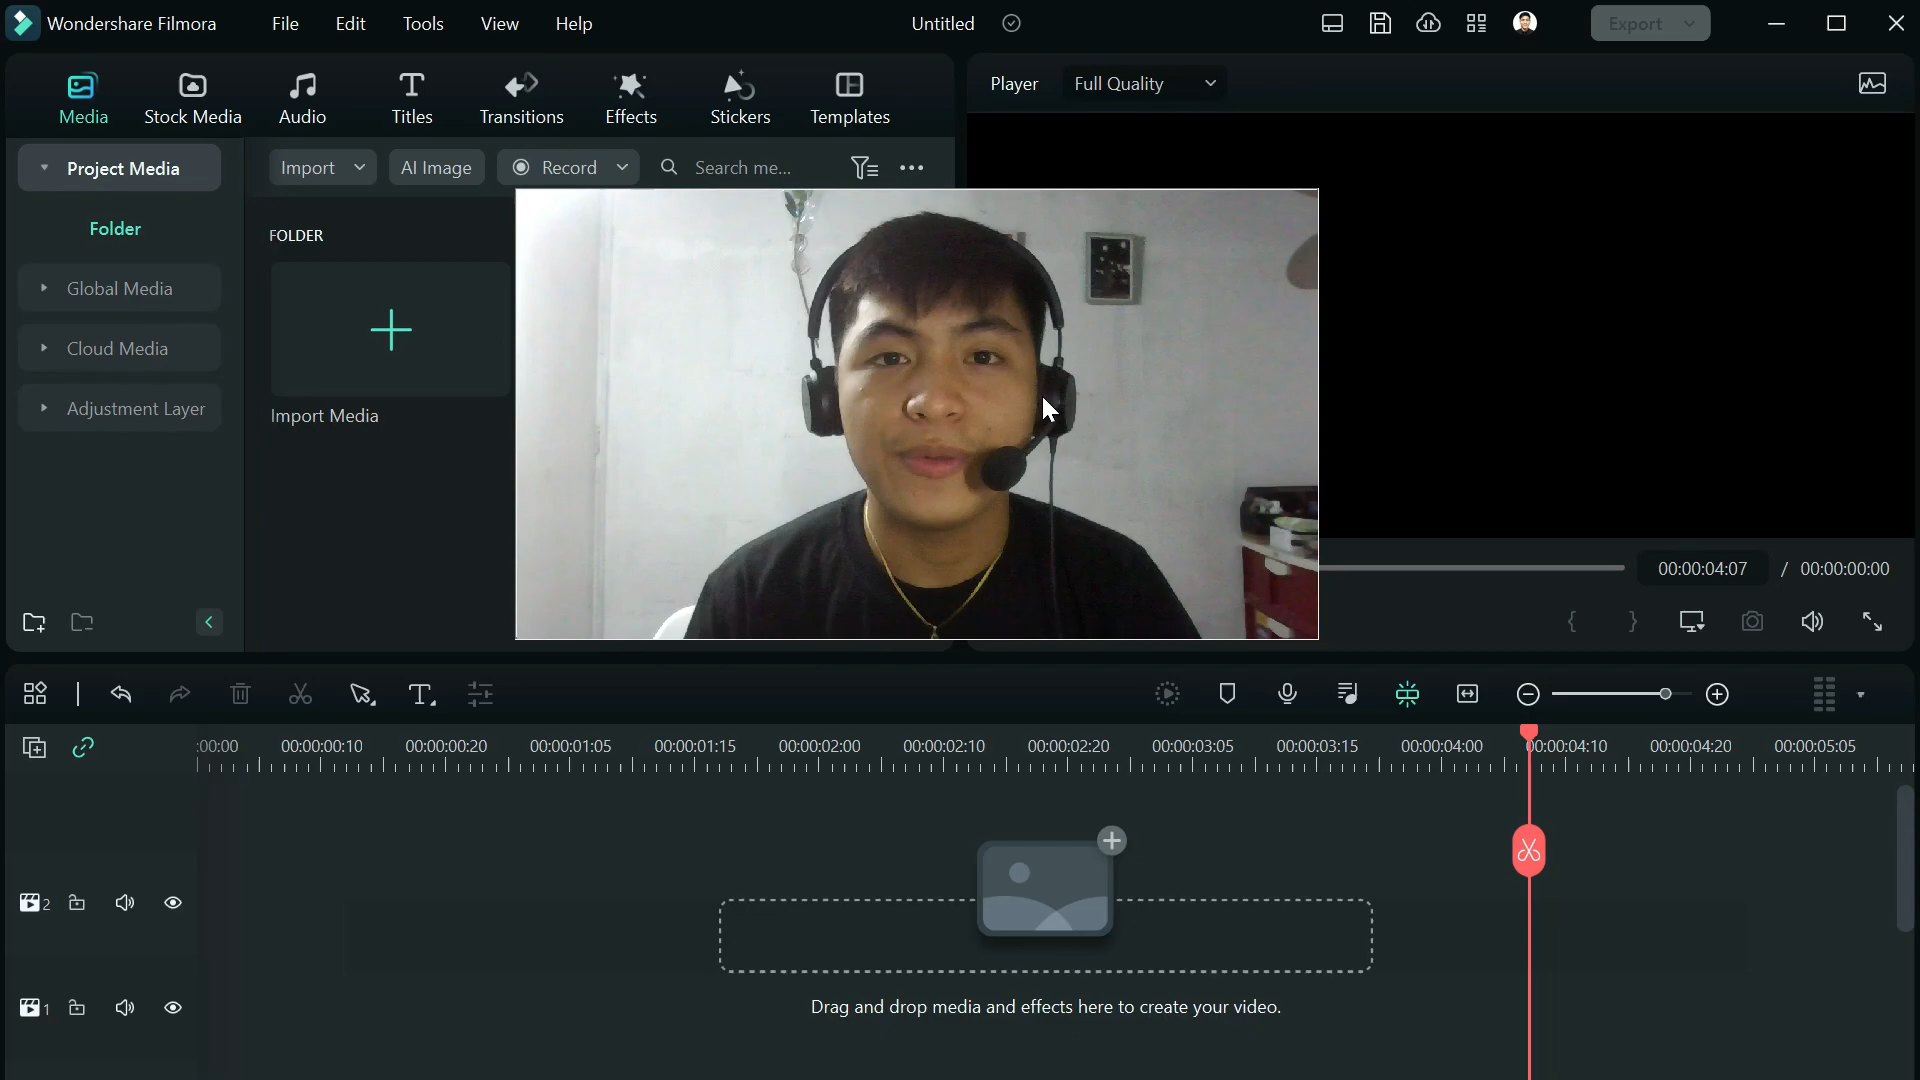 Wondershare Filmora
File
Edit
Tools
View
Help
Untitled
Export
Media
Stock Media
Audio
Titles
Transitions
Effects
Stickers
Templates
Player
Full Quality
Project Media
Import
AI Image
Record
Search me...
Folder
FOLDER
Global Media
Cloud Media
Adjustment Layer
Import Media
00:00:04:07 / 00:00:00:00
{ }
:00:00
00:00:00:10
00:00:00:20
00:00:01:05
00:00:01:15
00:00:02:00
00:00:02:10
00:00:02:20
00:00:03:05
00:00:03:15
00:00:04:00
00:00:04:10
00:00:04:20
00:00:05:05
2
1
Drag and drop media and effects here to create your video.